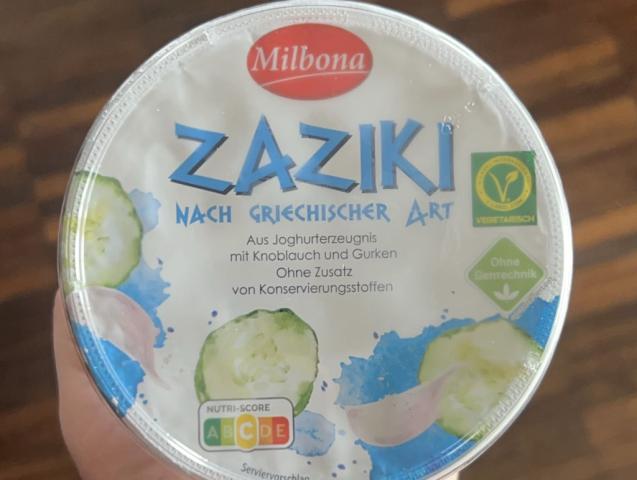 Milbona
ZAZIKI
NACH GRIECHISCHER ART
Aus Joghurterzeugnis
mit Knoblauch und Gurken
Ohne Zusatz
von Konservierungsstoffen
VEGETARISCH
Ohne
Gentechnik
NUTRI-SCORE
A B C D E
Serviervorschlag